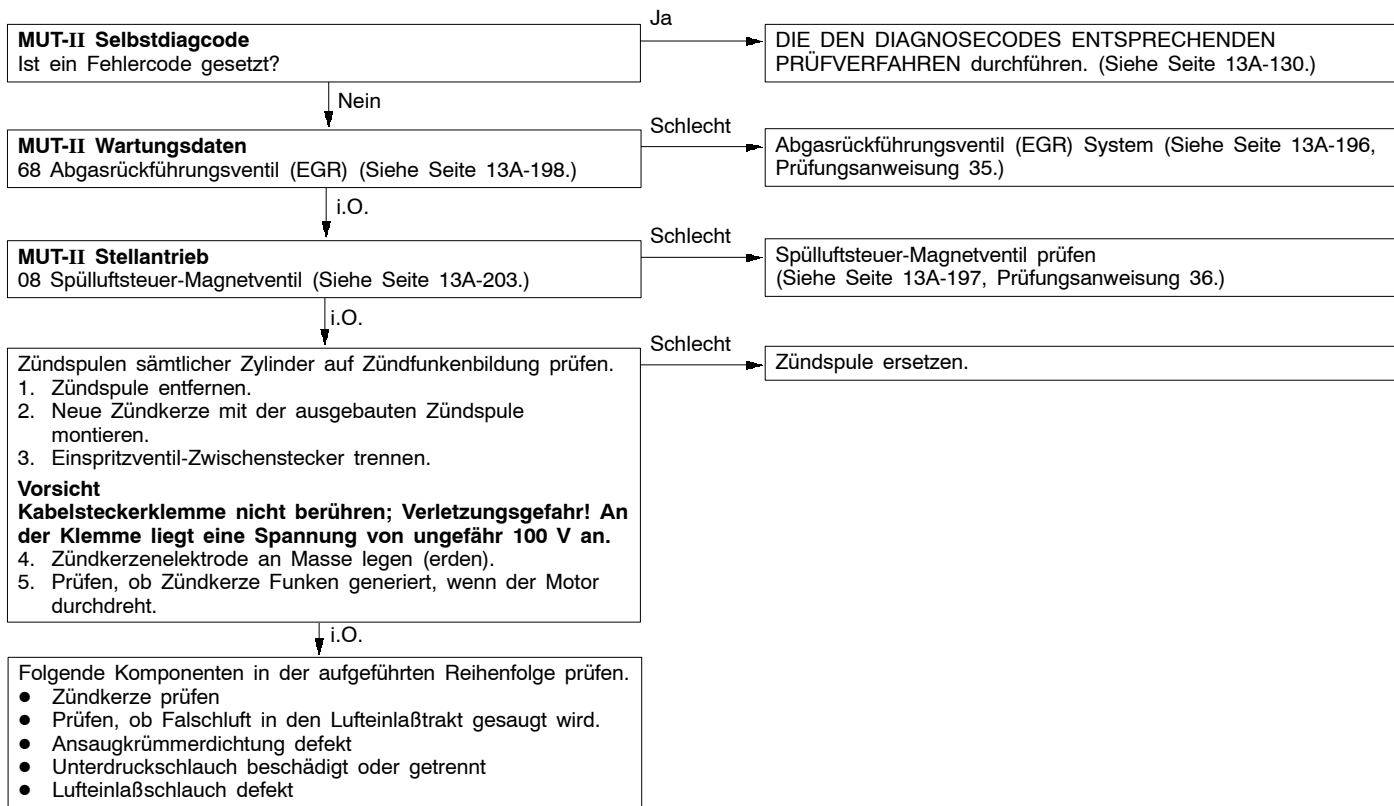 Ja
MUT-II Selbstdiagcode
Ist ein Fehlercode gesetzt?
DIE DEN DIAGNOSECODES ENTSPRECHENDEN
PRÜFVERFAHREN durchführen. (Siehe Seite 13A-130.)
Nein
MUT-II Wartungsdaten
68 Abgasrückführungsventil (EGR) (Siehe Seite 13A-198.)
Schlecht
Abgasrückführungsventil (EGR) System (Siehe Seite 13A-196,
Prüfungsanweisung 35.)
i.O.
MUT-II Stellantrieb
08 Spülluftsteuer-Magnetventil (Siehe Seite 13A-203.)
Schlecht
Spülluftsteuer-Magnetventil prüfen
(Siehe Seite 13A-197, Prüfungsanweisung 36.)
i.O.
Zündspulen sämtlicher Zylinder auf Zündfunkenbildung prüfen.
1. Zündspule entfernen.
2. Neue Zündkerze mit der ausgebauten Zündspule
montieren.
3. Einspritzventil-Zwischenstecker trennen.
Vorsicht
Kabelsteckerklemme nicht berühren; Verletzungsgefahr! An
der Klemme liegt eine Spannung von ungefähr 100 V an.
4. Zündkerzenelektrode an Masse legen (erden).
5. Prüfen, ob Zündkerze Funken generiert, wenn der Motor
durchdreht.
Schlecht
Zündspule ersetzen.
i.O.
Folgende Komponenten in der aufgeführten Reihenfolge prüfen.
● Zündkerze prüfen
● Prüfen, ob Falschluft in den Lufteinlaßtrakt gesaugt wird.
● Ansaugkrümmerdichtung defekt
● Unterdruckschlauch beschädigt oder getrennt
● Lufteinlaßschlauch defekt